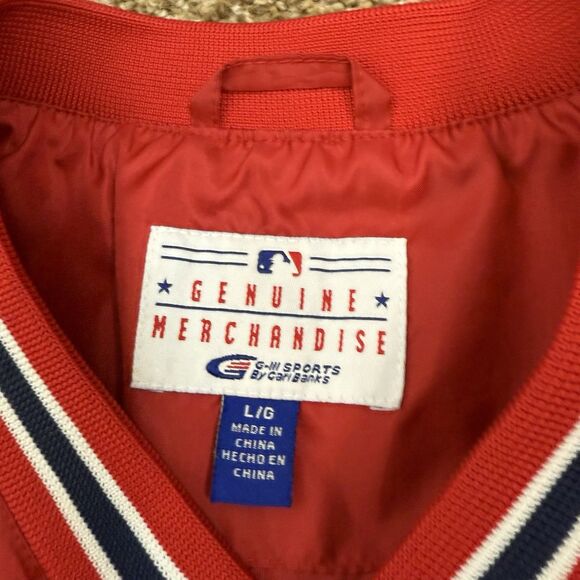 GENUINE
MERCHANDISE
G-III SPORTS
By Carl Banks
L/G
MADE IN
CHINA
HECHO EN
CHINA